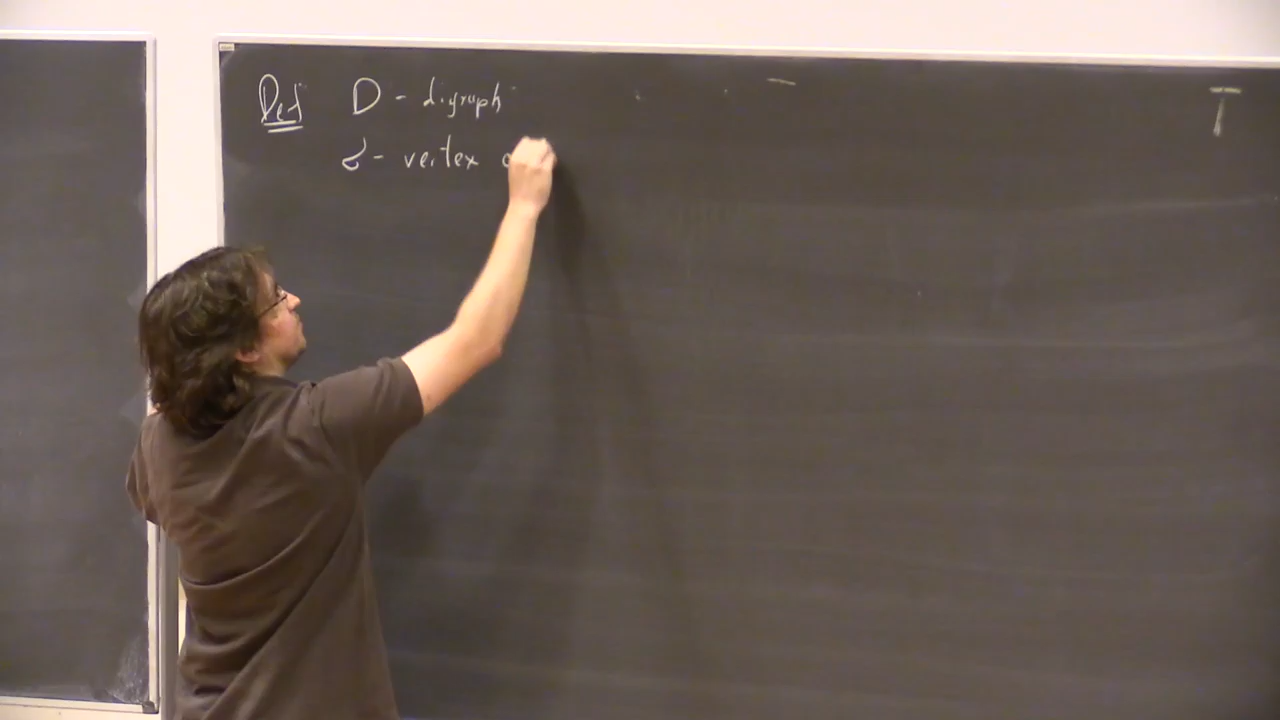 Def D - digraph
σ - vertex
T